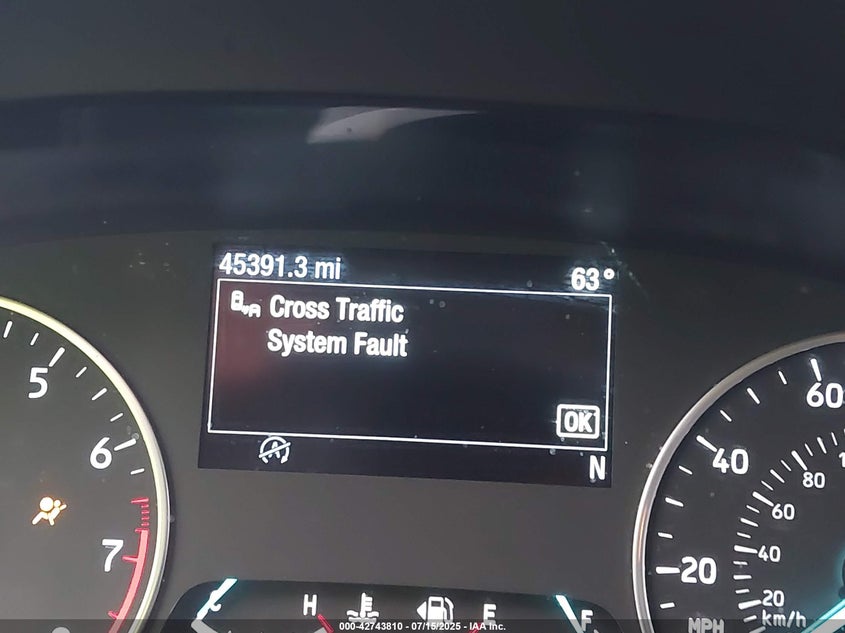 45391.3 mi
63°
Cross Traffic
System Fault
OK
N
5
6
7
60
40
20
MPH
80
60
40
20
km/h
H
E
F
000-42743810 - 07/15/2025 - IAA Inc.